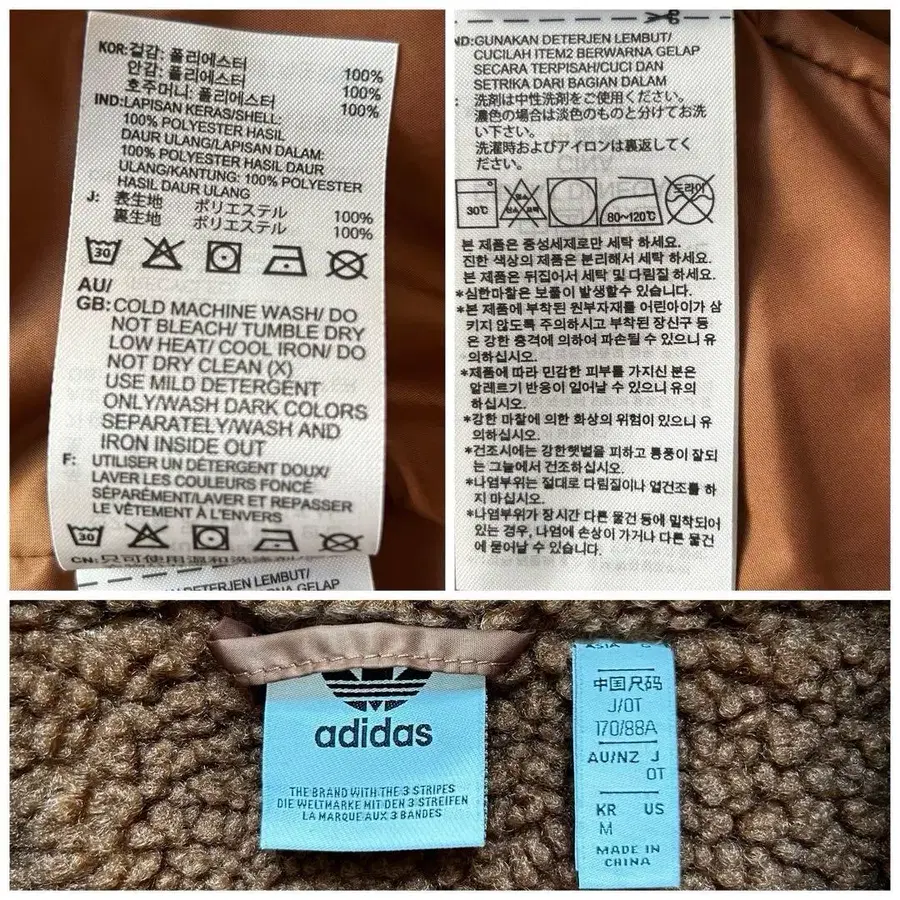 KOR: 겉감: 폴리에스터 100%
안감: 폴리에스터 100%
호주머니: 폴리에스터 100%
IND: LAPISAN KERAS/SHELL:
100% POLYESTER HASIL
DAUR ULANG/LAPISAN DALAM:
100% POLYESTER HASIL DAUR
ULANG/KANTUNG: 100% POLYESTER
HASIL DAUR ULANG
J: 表生地 ポリエステル 100%
裏生地 ポリエステル 100%
30
AU/
GB: COLD MACHINE WASH/ DO
NOT BLEACH/ TUMBLE DRY
LOW HEAT/ COOL IRON/ DO
NOT DRY CLEAN (X)
USE MILD DETERGENT
ONLY/WASH DARK COLORS
SEPARATELY/WASH AND
IRON INSIDE OUT
F: UTILISER UN DÉTERGENT DOUX/
LAVER LES COULEURS FONCÉ
SÉPARÉMENT/LAVER ET REPASSER
LE VÊTEMENT À L'ENVERS
30
CN: 只可使用温和洗涤剂
DETERJEN LEMBUT/
NA GELAP
ND: GUNAKAN DETERJEN LEMBUT/
CUCILAH ITEM2 BERWARNA GELAP
SECARA TERPISAH/CUCI DAN
SETRIKA DARI BAGIAN DALAM
: 洗剤は中性洗剤をご使用ください。
濃色の場合は淡色のものと分けてお洗
い下さい。
洗濯時およびアイロンは裏返してく
ださい。
30℃ 80~120℃ 드라이
본 제품은 중성세제로만 세탁 하세요.
진한 색상의 제품은 분리해서 세탁 하세요.
본 제품은 뒤집어서 세탁 및 다림질 하세요.
*심한마찰은 보풀이 발생할수 있습니다.
*본 제품에 부착된 원부자재를 어린아이가 삼
키지 않도록 주의하시고 부착된 장신구 등
은 강한 충격에 의하여 파손될 수 있으니 유
의하십시오.
*제품에 따라 민감한 피부를 가지신 분은
알레르기 반응이 일어날 수 있으니 유의
하십시오.
*강한 마찰에 의한 화상의 위험이 있으니 유
의하십시오.
*건조시에는 강한햇볕을 피하고 통풍이 잘되
는 그늘에서 건조하십시오.
*나염부위는 절대로 다림질이나 열건조를 하
지 마십시오.
*나염부위가 장시간 다른 물건 등에 밀착되어
있는 경우, 나염에 손상이 가거나 다른 물건
에 묻어날 수 있습니다.
adidas
THE BRAND WITH THE 3 STRIPES
DIE WELTMARKE MIT DEN 3 STREIFEN
LA MARQUE AUX 3 BANDES
ASIA
中国尺码
J/OT
170/88A
AU/NZ J
OT
KR US
M
MADE IN
CHINA